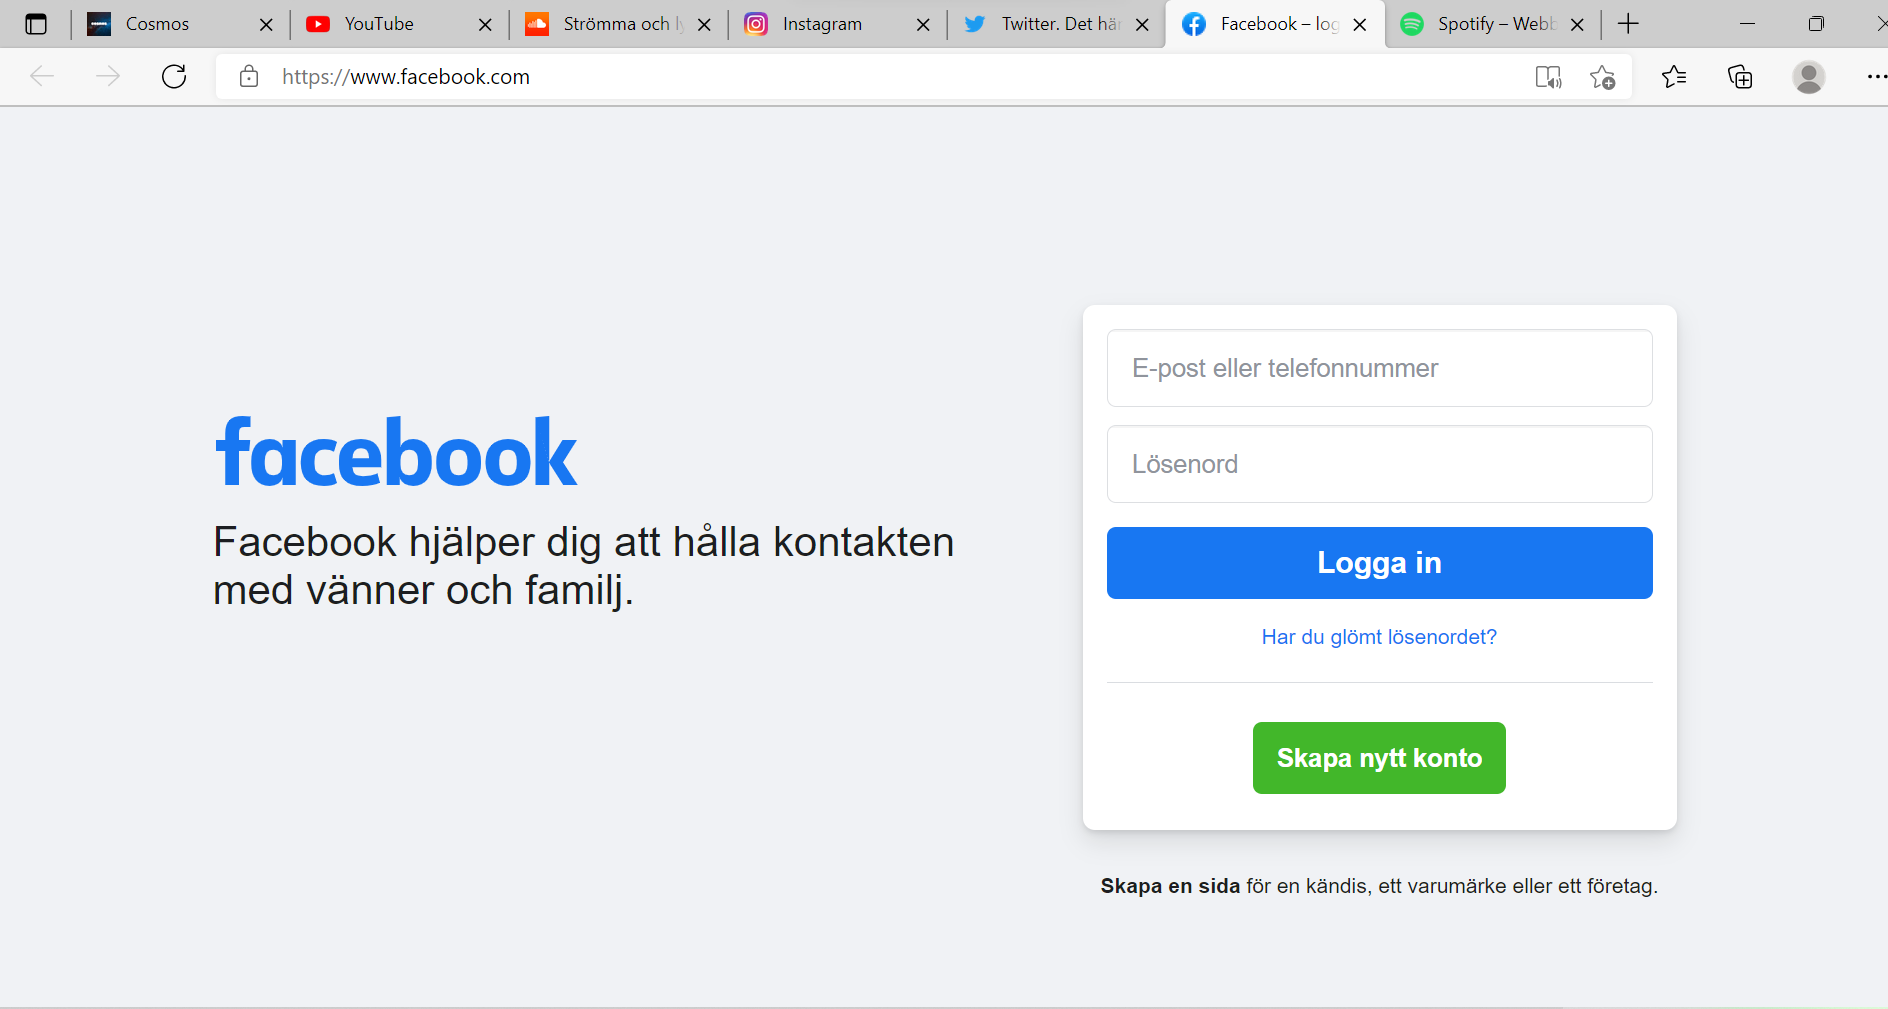 Cosmos
YouTube
Strömma och ly
Instagram
Twitter. Det här
Facebook – log
Spotify – Webb
https://www.facebook.com
facebook
Facebook hjälper dig att hålla kontakten
med vänner och familj.
E-post eller telefonnummer
Lösenord
Logga in
Har du glömt lösenordet?
Skapa nytt konto
Skapa en sida för en kändis, ett varumärke eller ett företag.